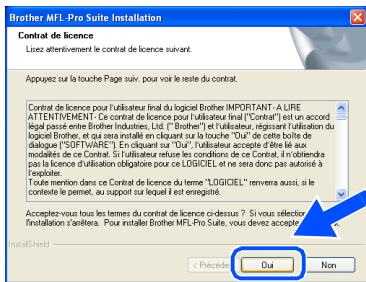 Brother MFL-Pro Suite Installation
Contrat de licence
Lisez attentivement le contrat de licence suivant.
Appuyez sur la touche Page suiv. pour voir le reste du contrat.
Contrat de licence pour l'utilisateur final du logiciel Brother IMPORTANT- A LIRE
ATTENTIVEMENT- Ce contrat de licence pour l'utilisateur final ("Contrat") est un accord
légal passé entre Brother Industries, Ltd. (" Brother") et l'utilisateur, régissant l'utilisation du
logiciel Brother, et qui sera installé en cliquant sur la touche "Oui" de cette boîte de
dialogue ("SOFTWARE"). En cliquant sur "Oui", l'utilisateur accepte d'être lié aux
modalités de ce Contrat. Si l'utilisateur refuse les conditions de ce Contrat, il n'obtiendra
pas la licence d'utilisation obligatoire pour ce LOGICIEL et ne sera donc pas autorisé à
l'exploiter.
Toute mention dans ce Contrat de licence du terme "LOGICIEL" renverra aussi, si le
contexte le permet, au support sur lequel il est enregistré.
Acceptez-vous tous les termes du contrat de licence ci-dessus ? Si vous
l'installation s'arrêtera. Pour installer Brother MFL-Pro Suite, vous devez
InstallShield
< Précéde
Oui
Non